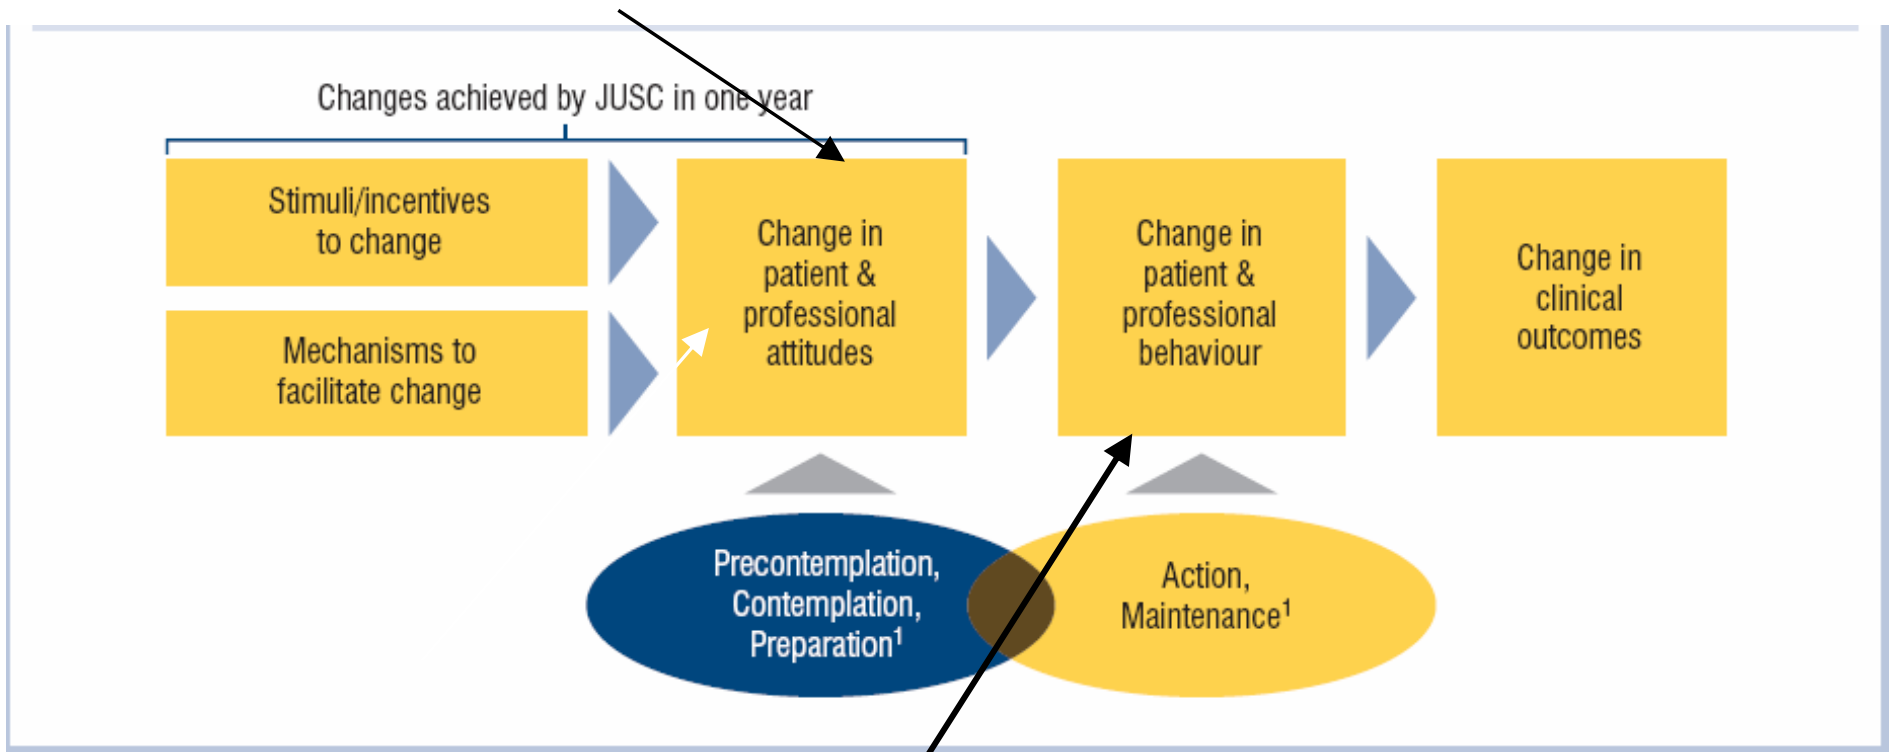 Changes achieved by JUSC in one year
Stimuli/incentives
to change
Mechanisms to
facilitate change
Change in
patient &
professional
attitudes
Change in
patient &
professional
behaviour
Change in
clinical
outcomes
Precontemplation,
Contemplation,
Preparation¹
Action,
Maintenance¹